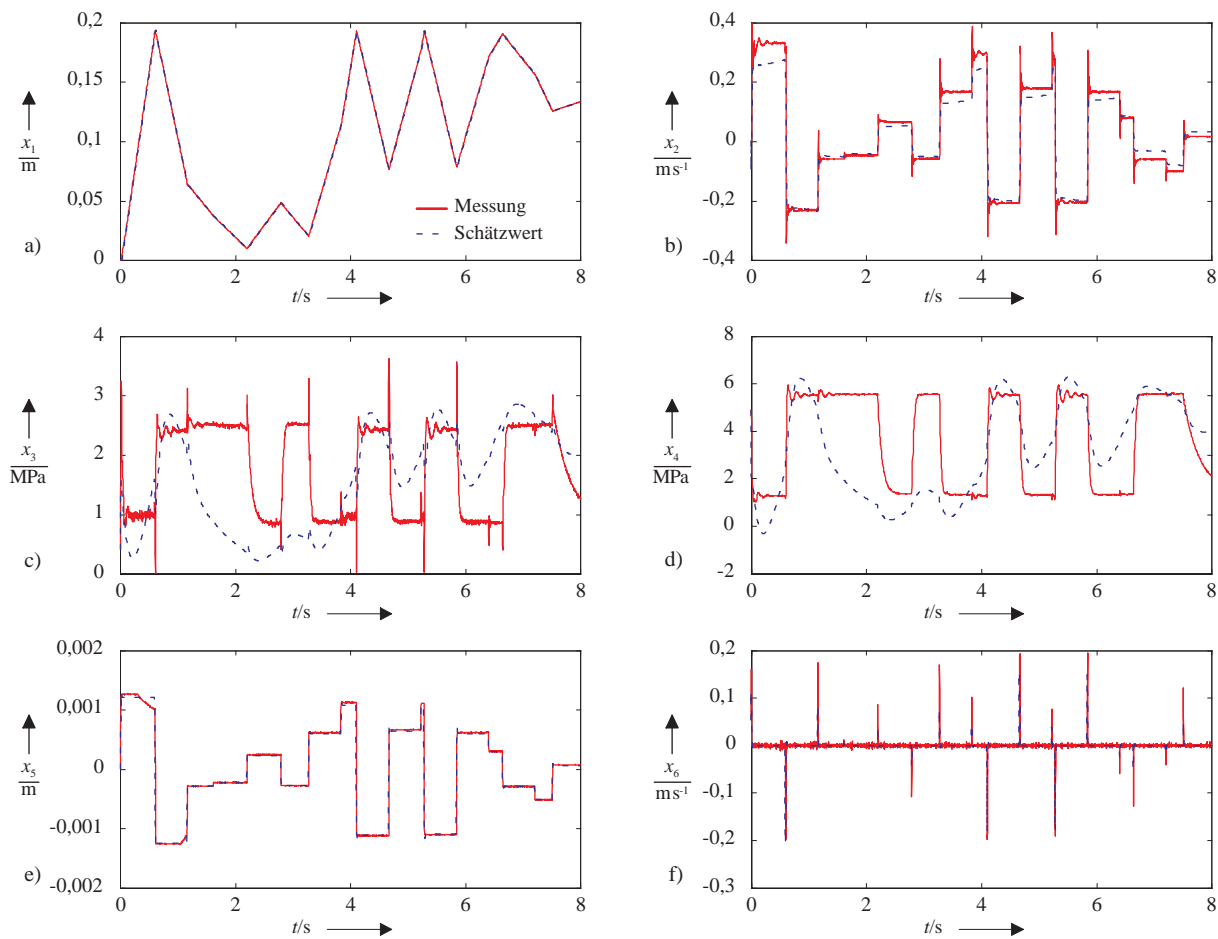 0,2
0,15
0,1
0,05
0
x1
m
Messung
Schätzwert
a)
0 2 4 6 8
t/s
0,4
0,2
0
-0,2
-0,4
x2
ms-1
b)
0 2 4 6 8
t/s
4
3
2
1
0
x3
MPa
c)
0 2 4 6 8
t/s
8
6
4
2
0
-2
x4
MPa
d)
0 2 4 6 8
t/s
0,002
0,001
0
-0,001
-0,002
x5
m
e)
0 2 4 6 8
t/s
0,2
0,1
0
-0,1
-0,2
-0,3
x6
ms-1
f)
0 2 4 6 8
t/s